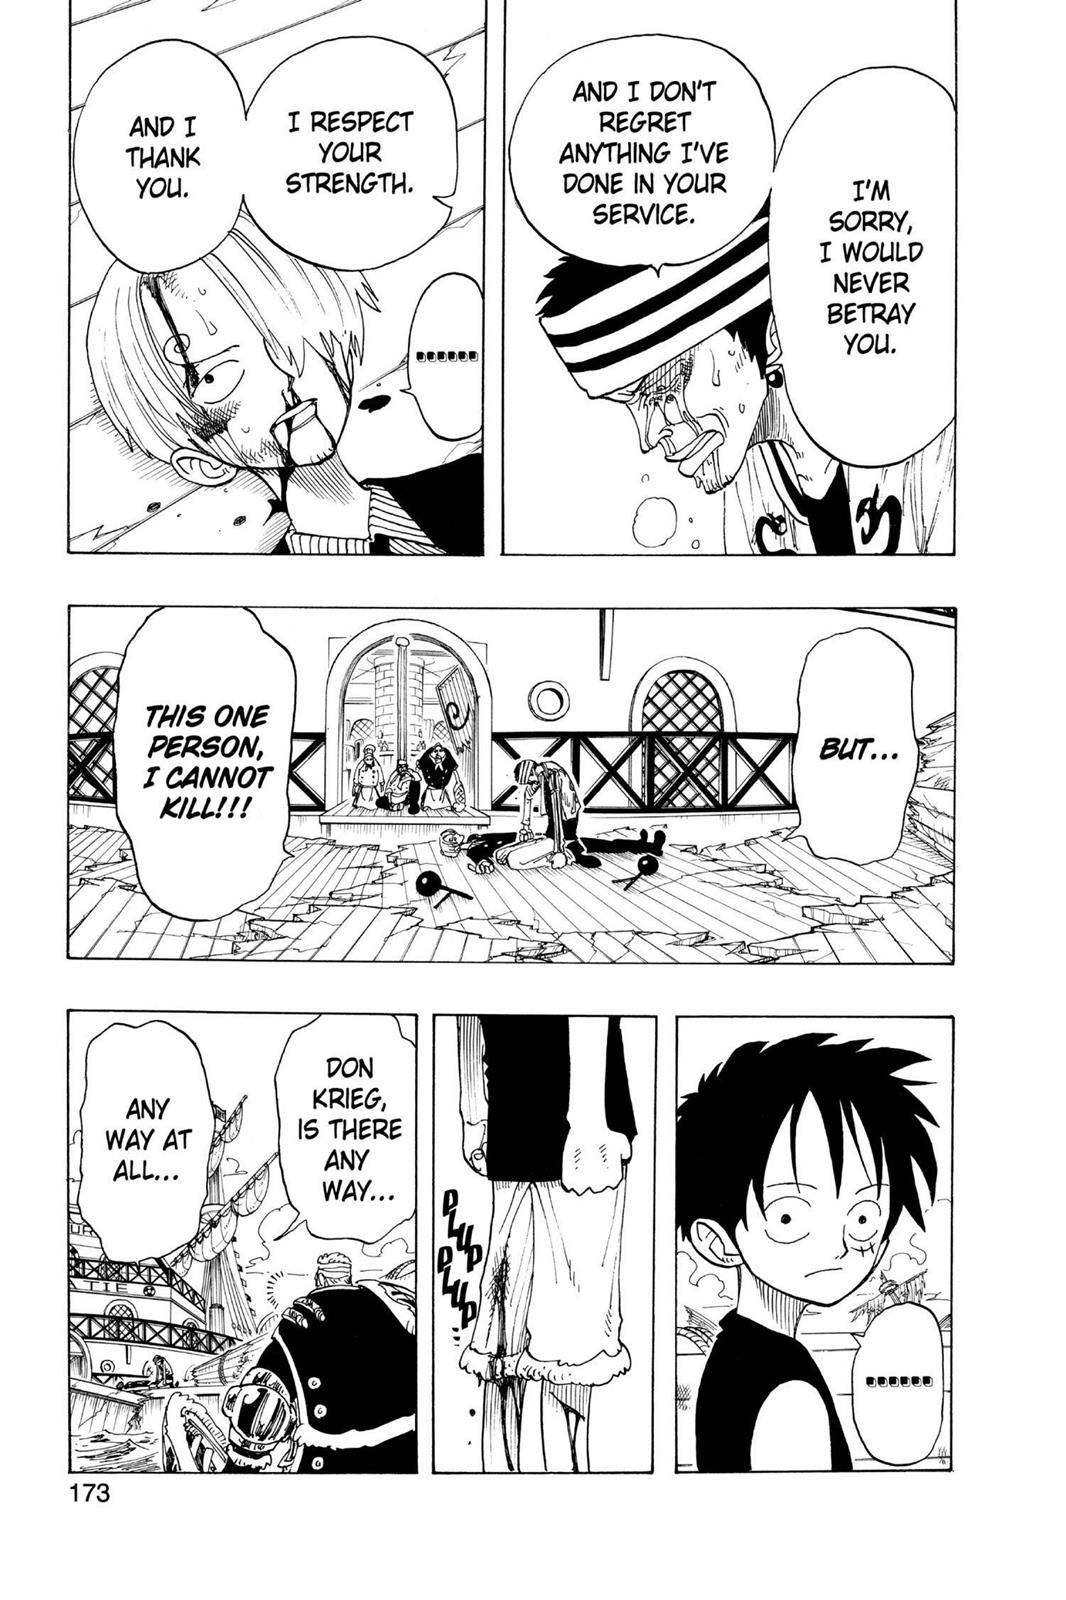 I'M
SORRY,
I WOULD
NEVER
BETRAY
YOU.
AND I DON'T
REGRET
ANYTHING I'VE
DONE IN YOUR
SERVICE.
I RESPECT
YOUR
STRENGTH.
AND I
THANK
YOU.
......
BUT...
THIS ONE
PERSON,
I CANNOT
KILL!!!
......
PLUP
PLUP
DON
KRIEG,
IS THERE
ANY
WAY...
ANY
WAY AT
ALL...
TIE
173